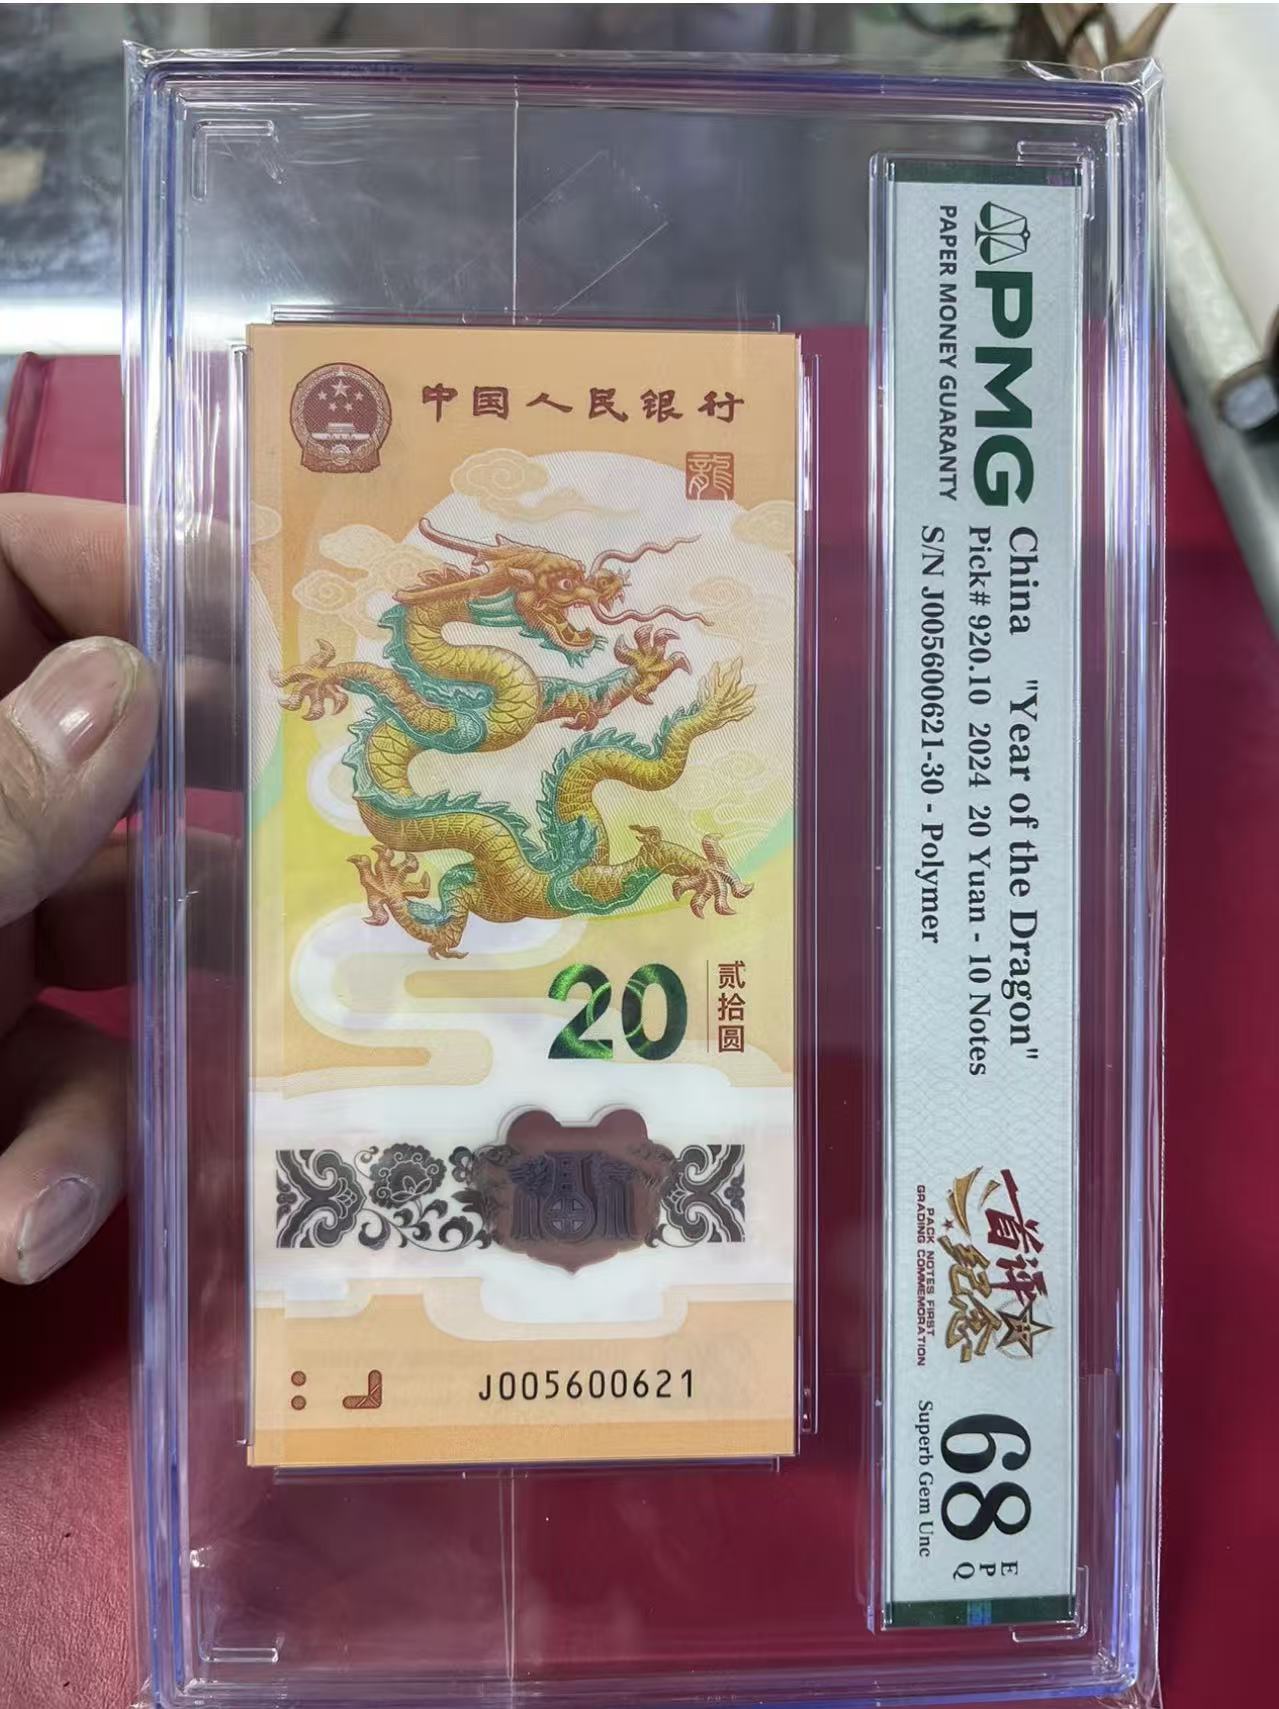 中国人民银行
龍
20
贰拾圆
J005600621
PMG
PAPER MONEY GUARANTY
China "Year of the Dragon"
Pick# 920.10 2024 20 Yuan - 10 Notes
S/N J005600621-30 - Polymer
首评
纪念
PACK NOTES FIRST
GRADING COMMEMORATION
68
EPQ
Superb Gem Unc